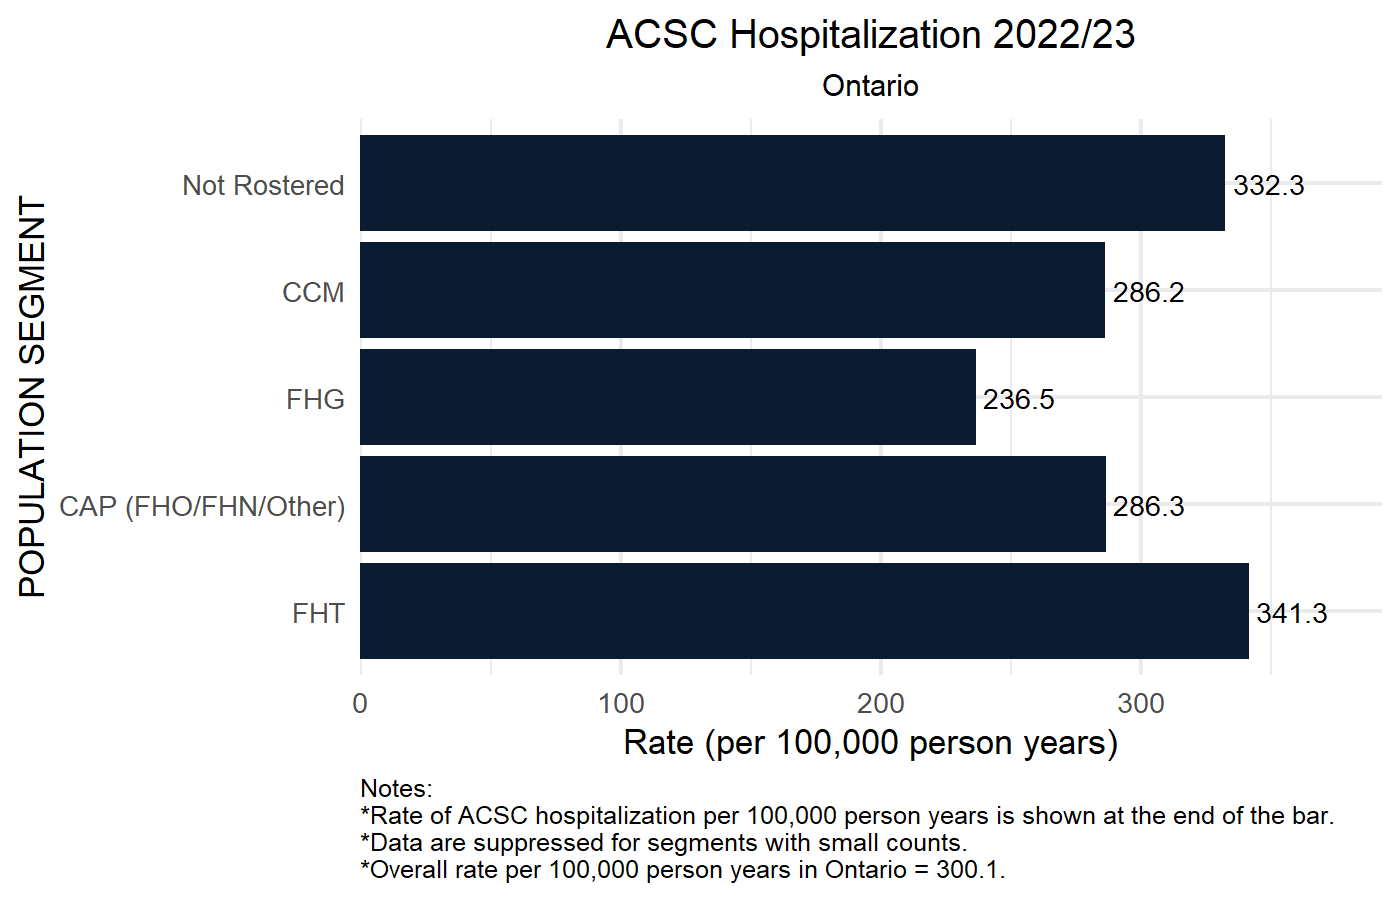 ACSC Hospitalization 2022/23
Ontario
POPULATION SEGMENT
Not Rostered
332.3
CCM
286.2
FHG
236.5
CAP (FHO/FHN/Other)
286.3
FHT
341.3
0 100 200 300
Rate (per 100,000 person years)
Notes:
*Rate of ACSC hospitalization per 100,000 person years is shown at the end of the bar.
*Data are suppressed for segments with small counts.
*Overall rate per 100,000 person years in Ontario = 300.1.